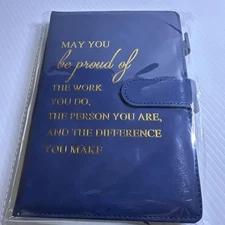 MAY YOU
be proud of
THE WORK
YOU DO,
THE PERSON YOU ARE,
AND THE DIFFERENCE
YOU MAKE